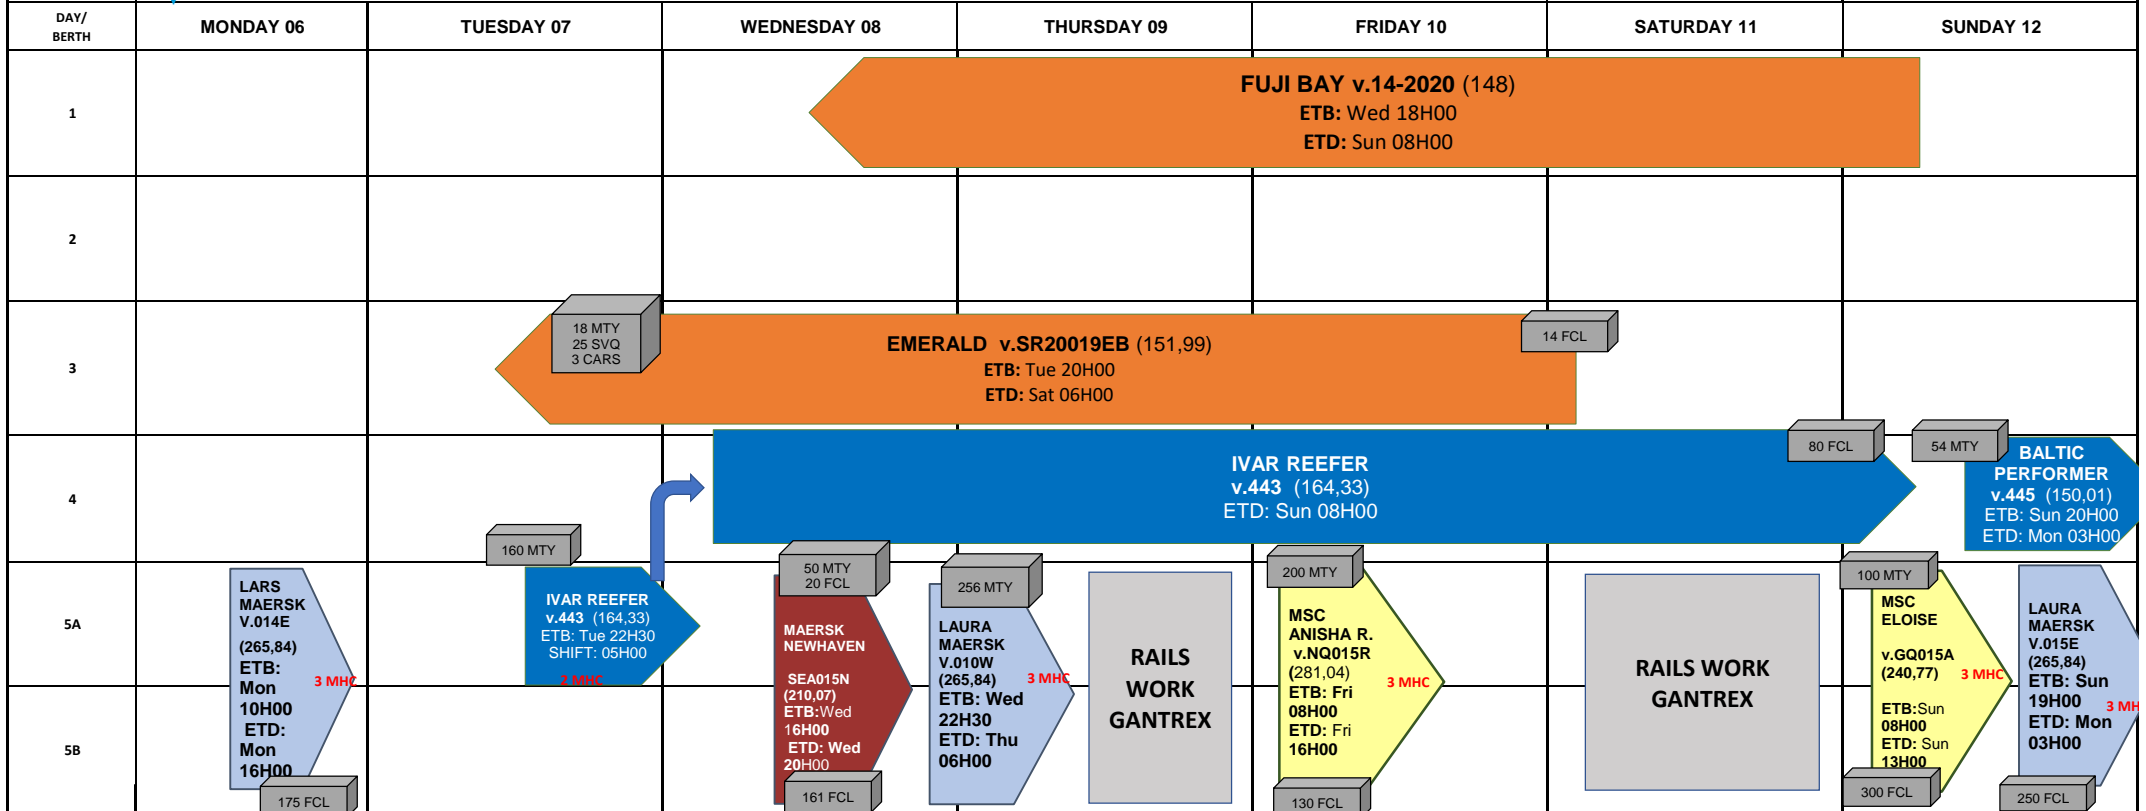 DAY/
BERTH
MONDAY 06
TUESDAY 07
WEDNESDAY 08
THURSDAY 09
FRIDAY 10
SATURDAY 11
SUNDAY 12
1
FUJI BAY v.14-2020 (148)
ETB: Wed 18H00
ETD: Sun 08H00
2
3
18 MTY
25 SVQ
3 CARS
EMERALD v.SR20019EB (151,99)
ETB: Tue 20H00
ETD: Sat 06H00
14 FCL
4
IVAR REEFER
v.443 (164,33)
ETD: Sun 08H00
80 FCL
54 MTY
BALTIC
PERFORMER
v.445 (150,01)
ETB: Sun 20H00
ETD: Mon 03H00
5A
5B
LARS
MAERSK
V.014E
(265,84)
ETB:
Mon
10H00
ETD:
Mon
16H00
3 MHC
175 FCL
160 MTY
IVAR REEFER
v.443 (164,33)
ETB: Tue 22H30
SHIFT: 05H00
2 MHC
50 MTY
20 FCL
MAERSK
NEWHAVEN
SEA015N
(210,07)
ETB:Wed
16H00
ETD: Wed
20H00
161 FCL
256 MTY
LAURA
MAERSK
V.010W
(265,84)
ETB: Wed
22H30
ETD: Thu
06H00
3 MHC
RAILS
WORK
GANTREX
200 MTY
MSC
ANISHA R.
v.NQ015R
(281,04)
ETB: Fri
08H00
ETD: Fri
16H00
3 MHC
130 FCL
RAILS WORK
GANTREX
100 MTY
MSC
ELOISE
v.GQ015A
(240,77)
ETB:Sun
08H00
ETD: Sun
13H00
3 MHC
300 FCL
LAURA
MAERSK
V.015E
(265,84)
ETB: Sun
19H00
ETD: Mon
03H00
3 MH
250 FCL